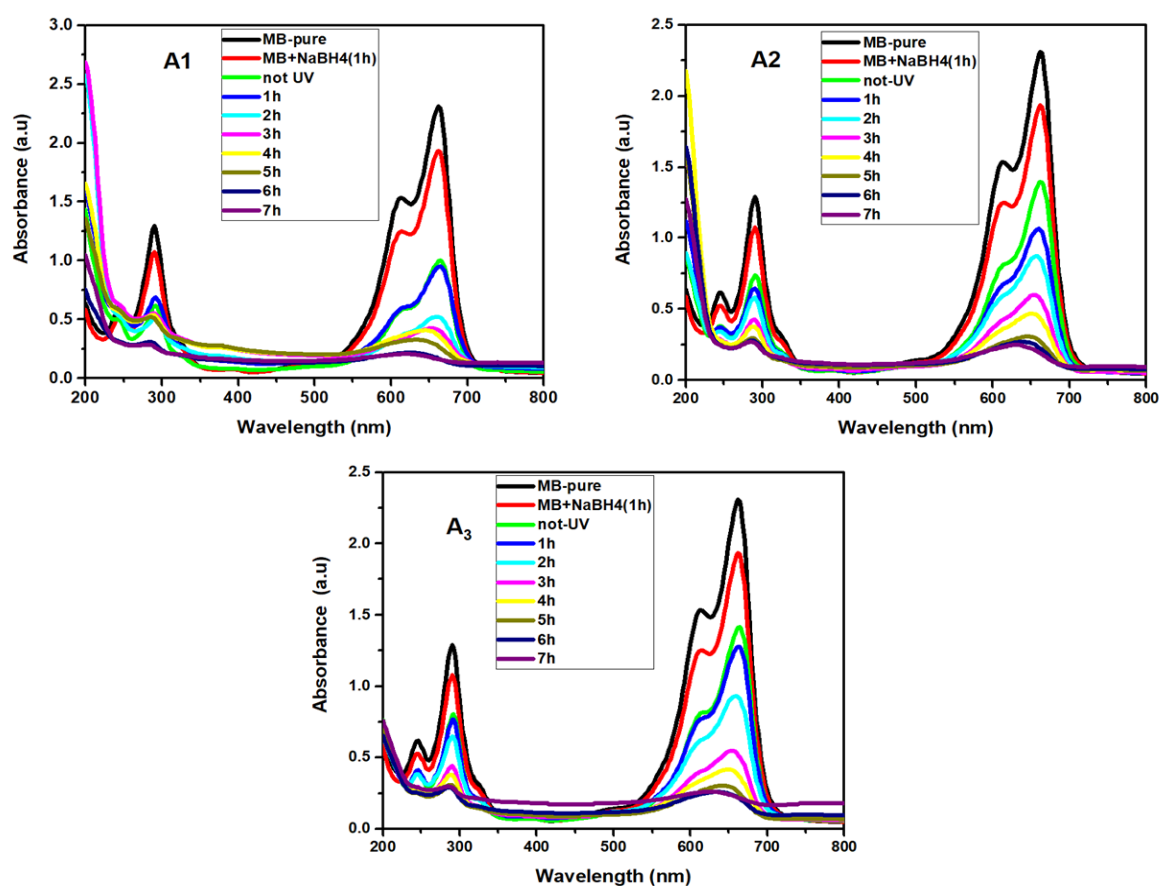 A1
MB-pure
MB+NaBH4(1h)
not UV
1h
2h
3h
4h
5h
6h
7h
3.0
2.5
2.0
1.5
1.0
0.5
0.0
Absorbance (a.u)
200 300 400 500 600 700 800
Wavelength (nm)
A2
MB-pure
MB+NaBH4(1h)
not-UV
1h
2h
3h
4h
5h
6h
7h
2.5
2.0
1.5
1.0
0.5
0.0
Absorbance (a.u)
200 300 400 500 600 700 800
Wavelength (nm)
A3
MB-pure
MB+NaBH4(1h)
not-UV
1h
2h
3h
4h
5h
6h
7h
2.5
2.0
1.5
1.0
0.5
0.0
Absorbance (a.u)
200 300 400 500 600 700 800
Wavelength (nm)